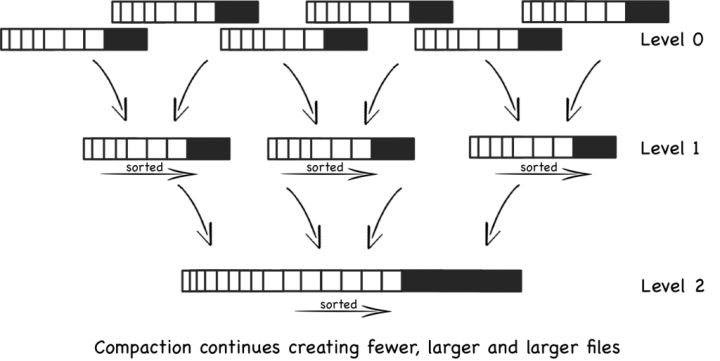 Level 0
Level 1
sorted
sorted
sorted
Level 2
sorted
Compaction continues creating fewer, larger and larger files